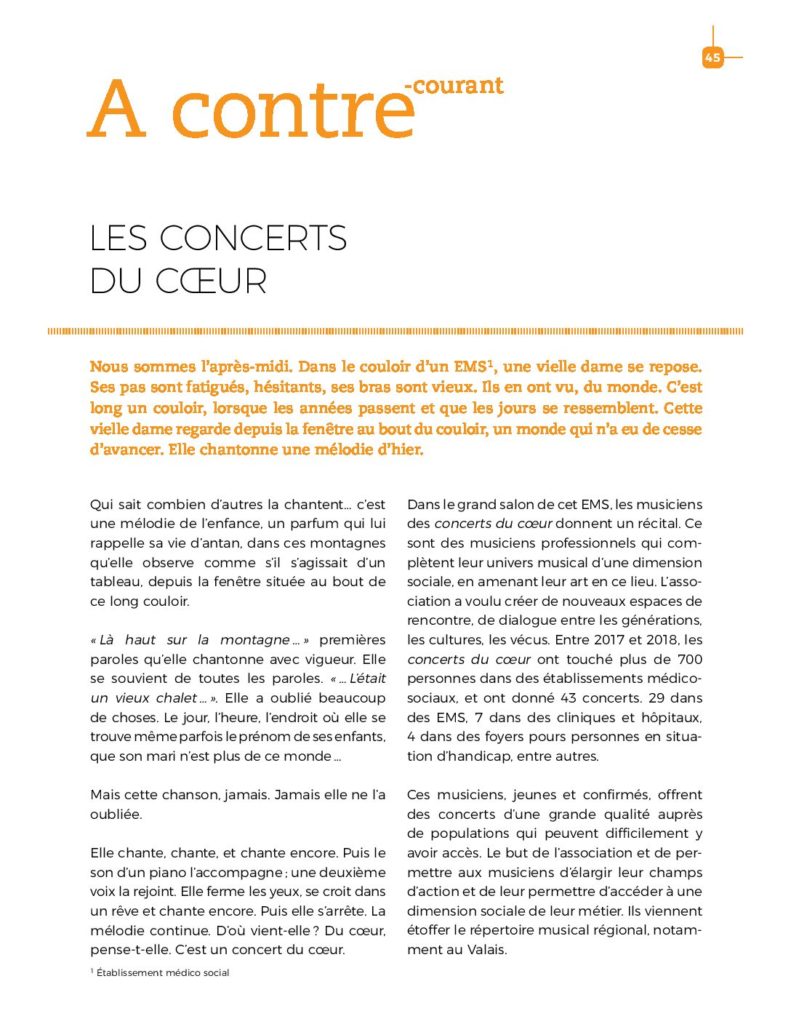 45
A contre-courant
LES CONCERTS
DU CŒUR
Nous sommes l'après-midi. Dans le couloir d'un EMS¹, une vielle dame se repose.
Ses pas sont fatigués, hésitants, ses bras sont vieux. Ils en ont vu, du monde. C'est
long un couloir, lorsque les années passent et que les jours se ressemblent. Cette
vielle dame regarde depuis la fenêtre au bout du couloir, un monde qui n'a eu de cesse
d'avancer. Elle chantonne une mélodie d'hier.
Qui sait combien d'autres la chantent… c'est
une mélodie de l'enfance, un parfum qui lui
rappelle sa vie d'antan, dans ces montagnes
qu'elle observe comme s'il s'agissait d'un
tableau, depuis la fenêtre située au bout de
ce long couloir.
« Là haut sur la montagne … » premières
paroles qu'elle chantonne avec vigueur. Elle
se souvient de toutes les paroles. « … L'était
un vieux chalet … ». Elle a oublié beaucoup
de choses. Le jour, l'heure, l'endroit où elle se
trouve même parfois le prénom de ses enfants,
que son mari n'est plus de ce monde …
Mais cette chanson, jamais. Jamais elle ne l'a
oubliée.
Elle chante, chante, et chante encore. Puis le
son d'un piano l'accompagne ; une deuxième
voix la rejoint. Elle ferme les yeux, se croit dans
un rêve et chante encore. Puis elle s'arrête. La
mélodie continue. D'où vient-elle ? Du cœur,
pense-t-elle. C'est un concert du cœur.
¹ Établissement médico social
Dans le grand salon de cet EMS, les musiciens
des concerts du cœur donnent un récital. Ce
sont des musiciens professionnels qui com-
plètent leur univers musical d'une dimension
sociale, en amenant leur art en ce lieu. L'asso-
ciation a voulu créer de nouveaux espaces de
rencontre, de dialogue entre les générations,
les cultures, les vécus. Entre 2017 et 2018, les
concerts du cœur ont touché plus de 700
personnes dans des établissements médico-
sociaux, et ont donné 43 concerts. 29 dans
des EMS, 7 dans des cliniques et hôpitaux,
4 dans des foyers pours personnes en situa-
tion d'handicap, entre autres.
Ces musiciens, jeunes et confirmés, offrent
des concerts d'une grande qualité auprès
de populations qui peuvent difficilement y
avoir accès. Le but de l'association et de per-
mettre aux musiciens d'élargir leur champs
d'action et de leur permettre d'accéder à une
dimension sociale de leur métier. Ils viennent
étoffer le répertoire musical régional, notam-
ment au Valais.